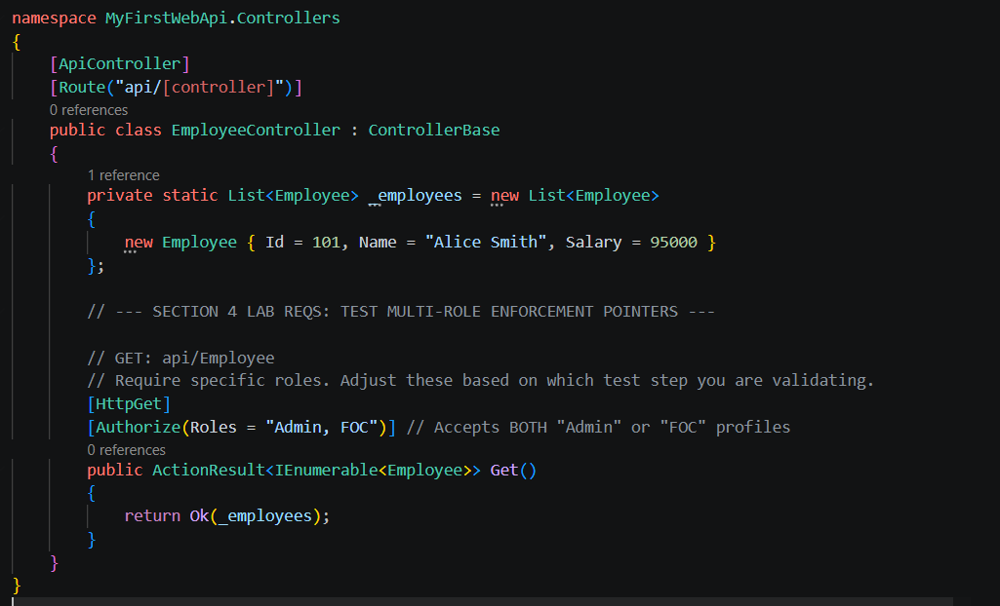 namespace MyFirstWebApi.Controllers
{
    [ApiController]
    [Route("api/[controller]")]
    0 references
    public class EmployeeController : ControllerBase
    {
        1 reference
        private static List<Employee> _employees = new List<Employee>
        {
            new Employee { Id = 101, Name = "Alice Smith", Salary = 95000 }
        };

        // --- SECTION 4 LAB REQS: TEST MULTI-ROLE ENFORCEMENT POINTERS ---

        // GET: api/Employee
        // Require specific roles. Adjust these based on which test step you are validating.
        [HttpGet]
        [Authorize(Roles = "Admin, FOC")] // Accepts BOTH "Admin" or "FOC" profiles
        0 references
        public ActionResult<IEnumerable<Employee>> Get()
        {
            return Ok(_employees);
        }
    }
}